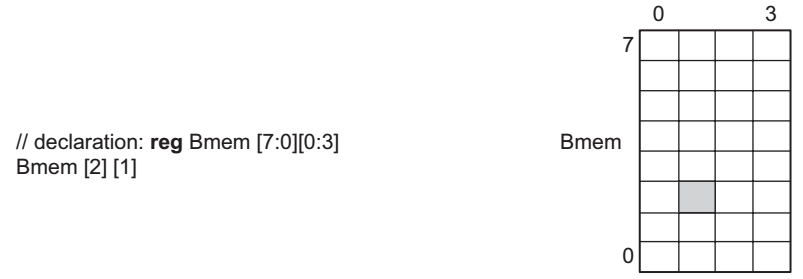 0 3
7
// declaration: reg Bmem [7:0][0:3]
Bmem
Bmem [2] [1]
0